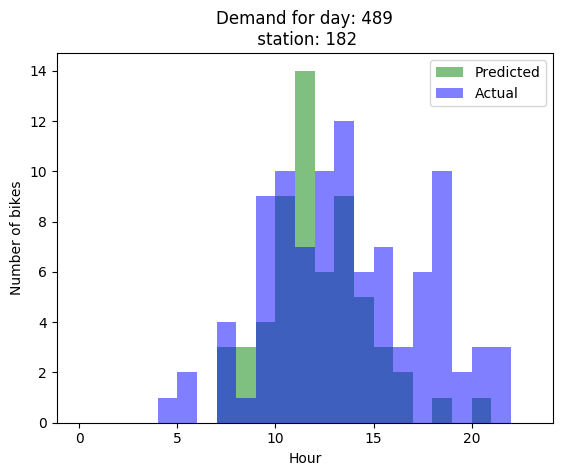 Demand for day: 489
station: 182
Predicted
Actual
14
12
10
8
6
4
2
0
Number of bikes
0 5 10 15 20
Hour